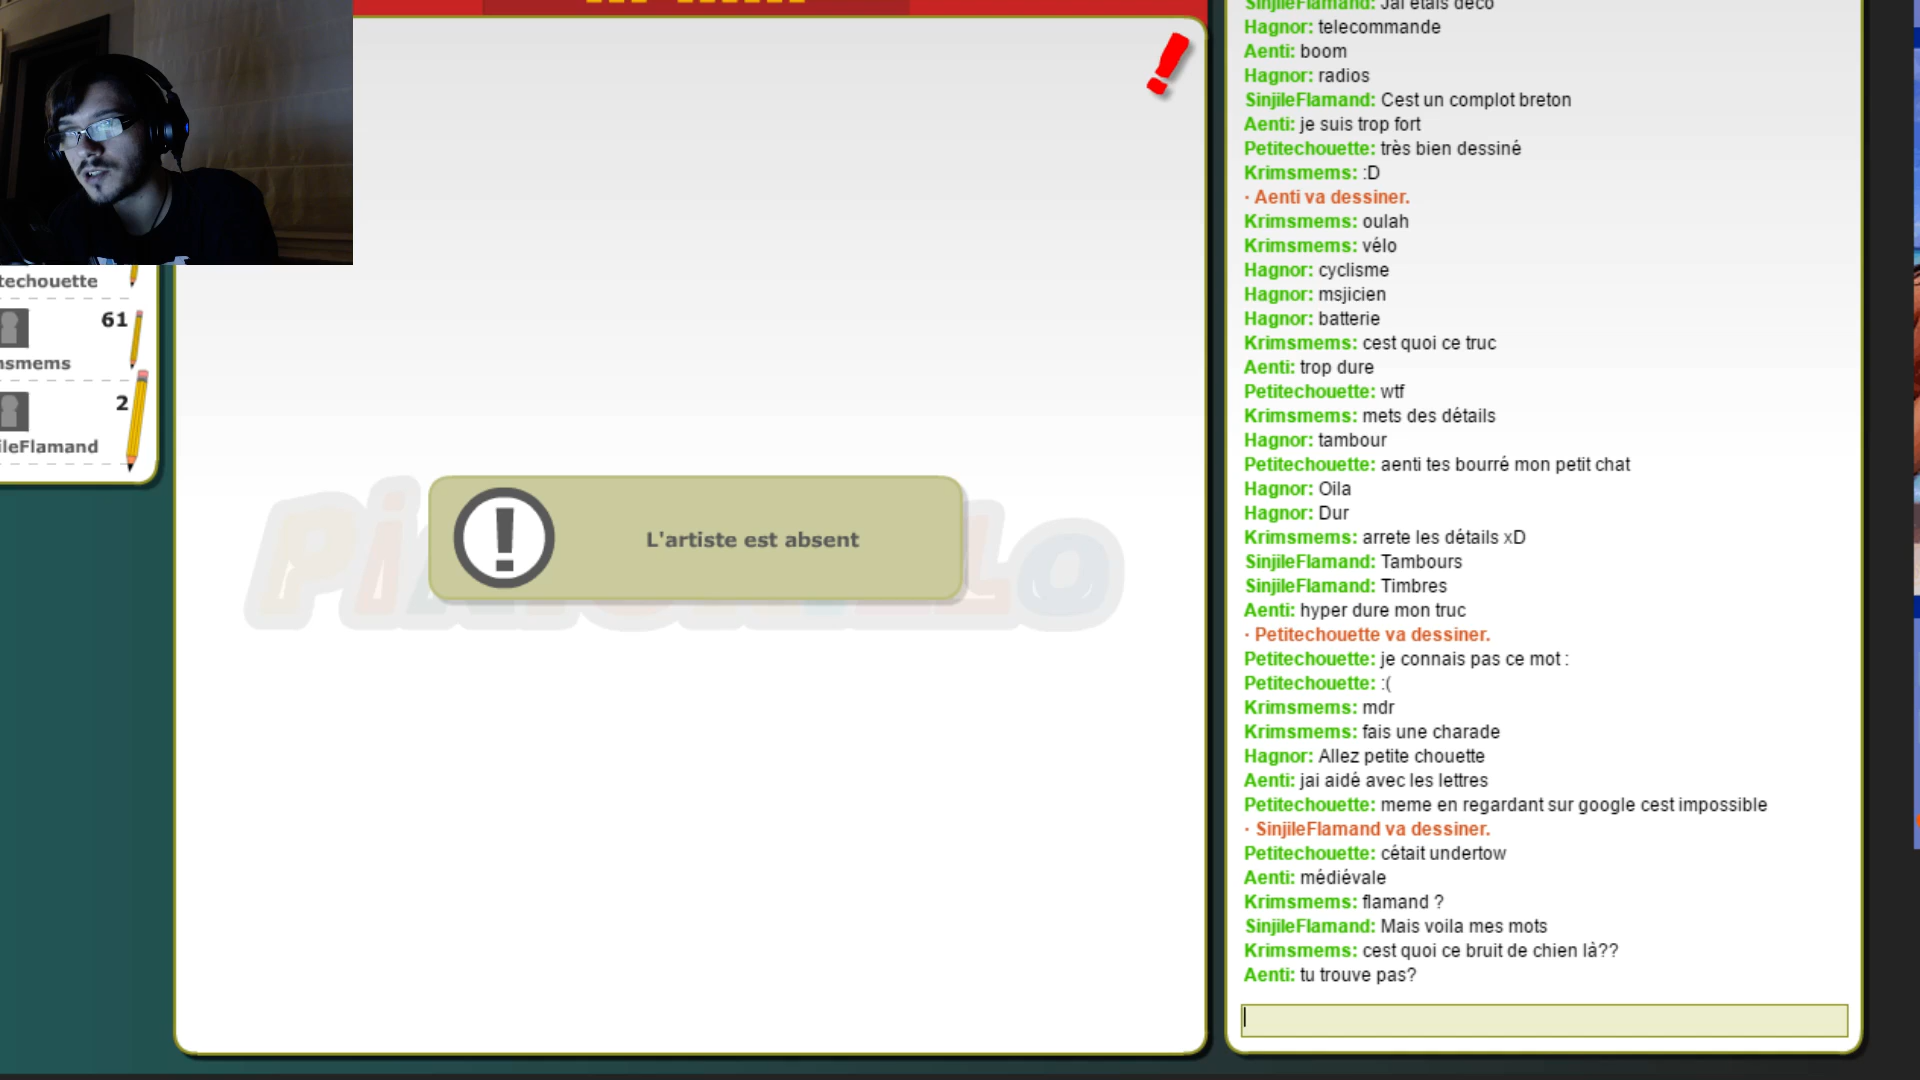 techouette
61
nsmems
2
ileFlamand
L'artiste est absent
SinjileFlamand: Jai étais déco
Hagnor: telecommande
Aenti: boom
Hagnor: radios
SinjileFlamand: Cest un complot breton
Aenti: je suis trop fort
Petitechouette: très bien dessiné
Krimsmems: :D
· Aenti va dessiner.
Krimsmems: oulah
Krimsmems: vélo
Hagnor: cyclisme
Hagnor: msjicien
Hagnor: batterie
Krimsmems: cest quoi ce truc
Aenti: trop dure
Petitechouette: wtf
Krimsmems: mets des détails
Hagnor: tambour
Petitechouette: aenti tes bourré mon petit chat
Hagnor: Oila
Hagnor: Dur
Krimsmems: arrete les détails xD
SinjileFlamand: Tambours
SinjileFlamand: Timbres
Aenti: hyper dure mon truc
· Petitechouette va dessiner.
Petitechouette: je connais pas ce mot :
Petitechouette: :(
Krimsmems: mdr
Krimsmems: fais une charade
Hagnor: Allez petite chouette
Aenti: jai aidé avec les lettres
Petitechouette: meme en regardant sur google cest impossible
· SinjileFlamand va dessiner.
Petitechouette: cétait undertow
Aenti: médiévale
Krimsmems: flamand ?
SinjileFlamand: Mais voila mes mots
Krimsmems: cest quoi ce bruit de chien là??
Aenti: tu trouve pas?